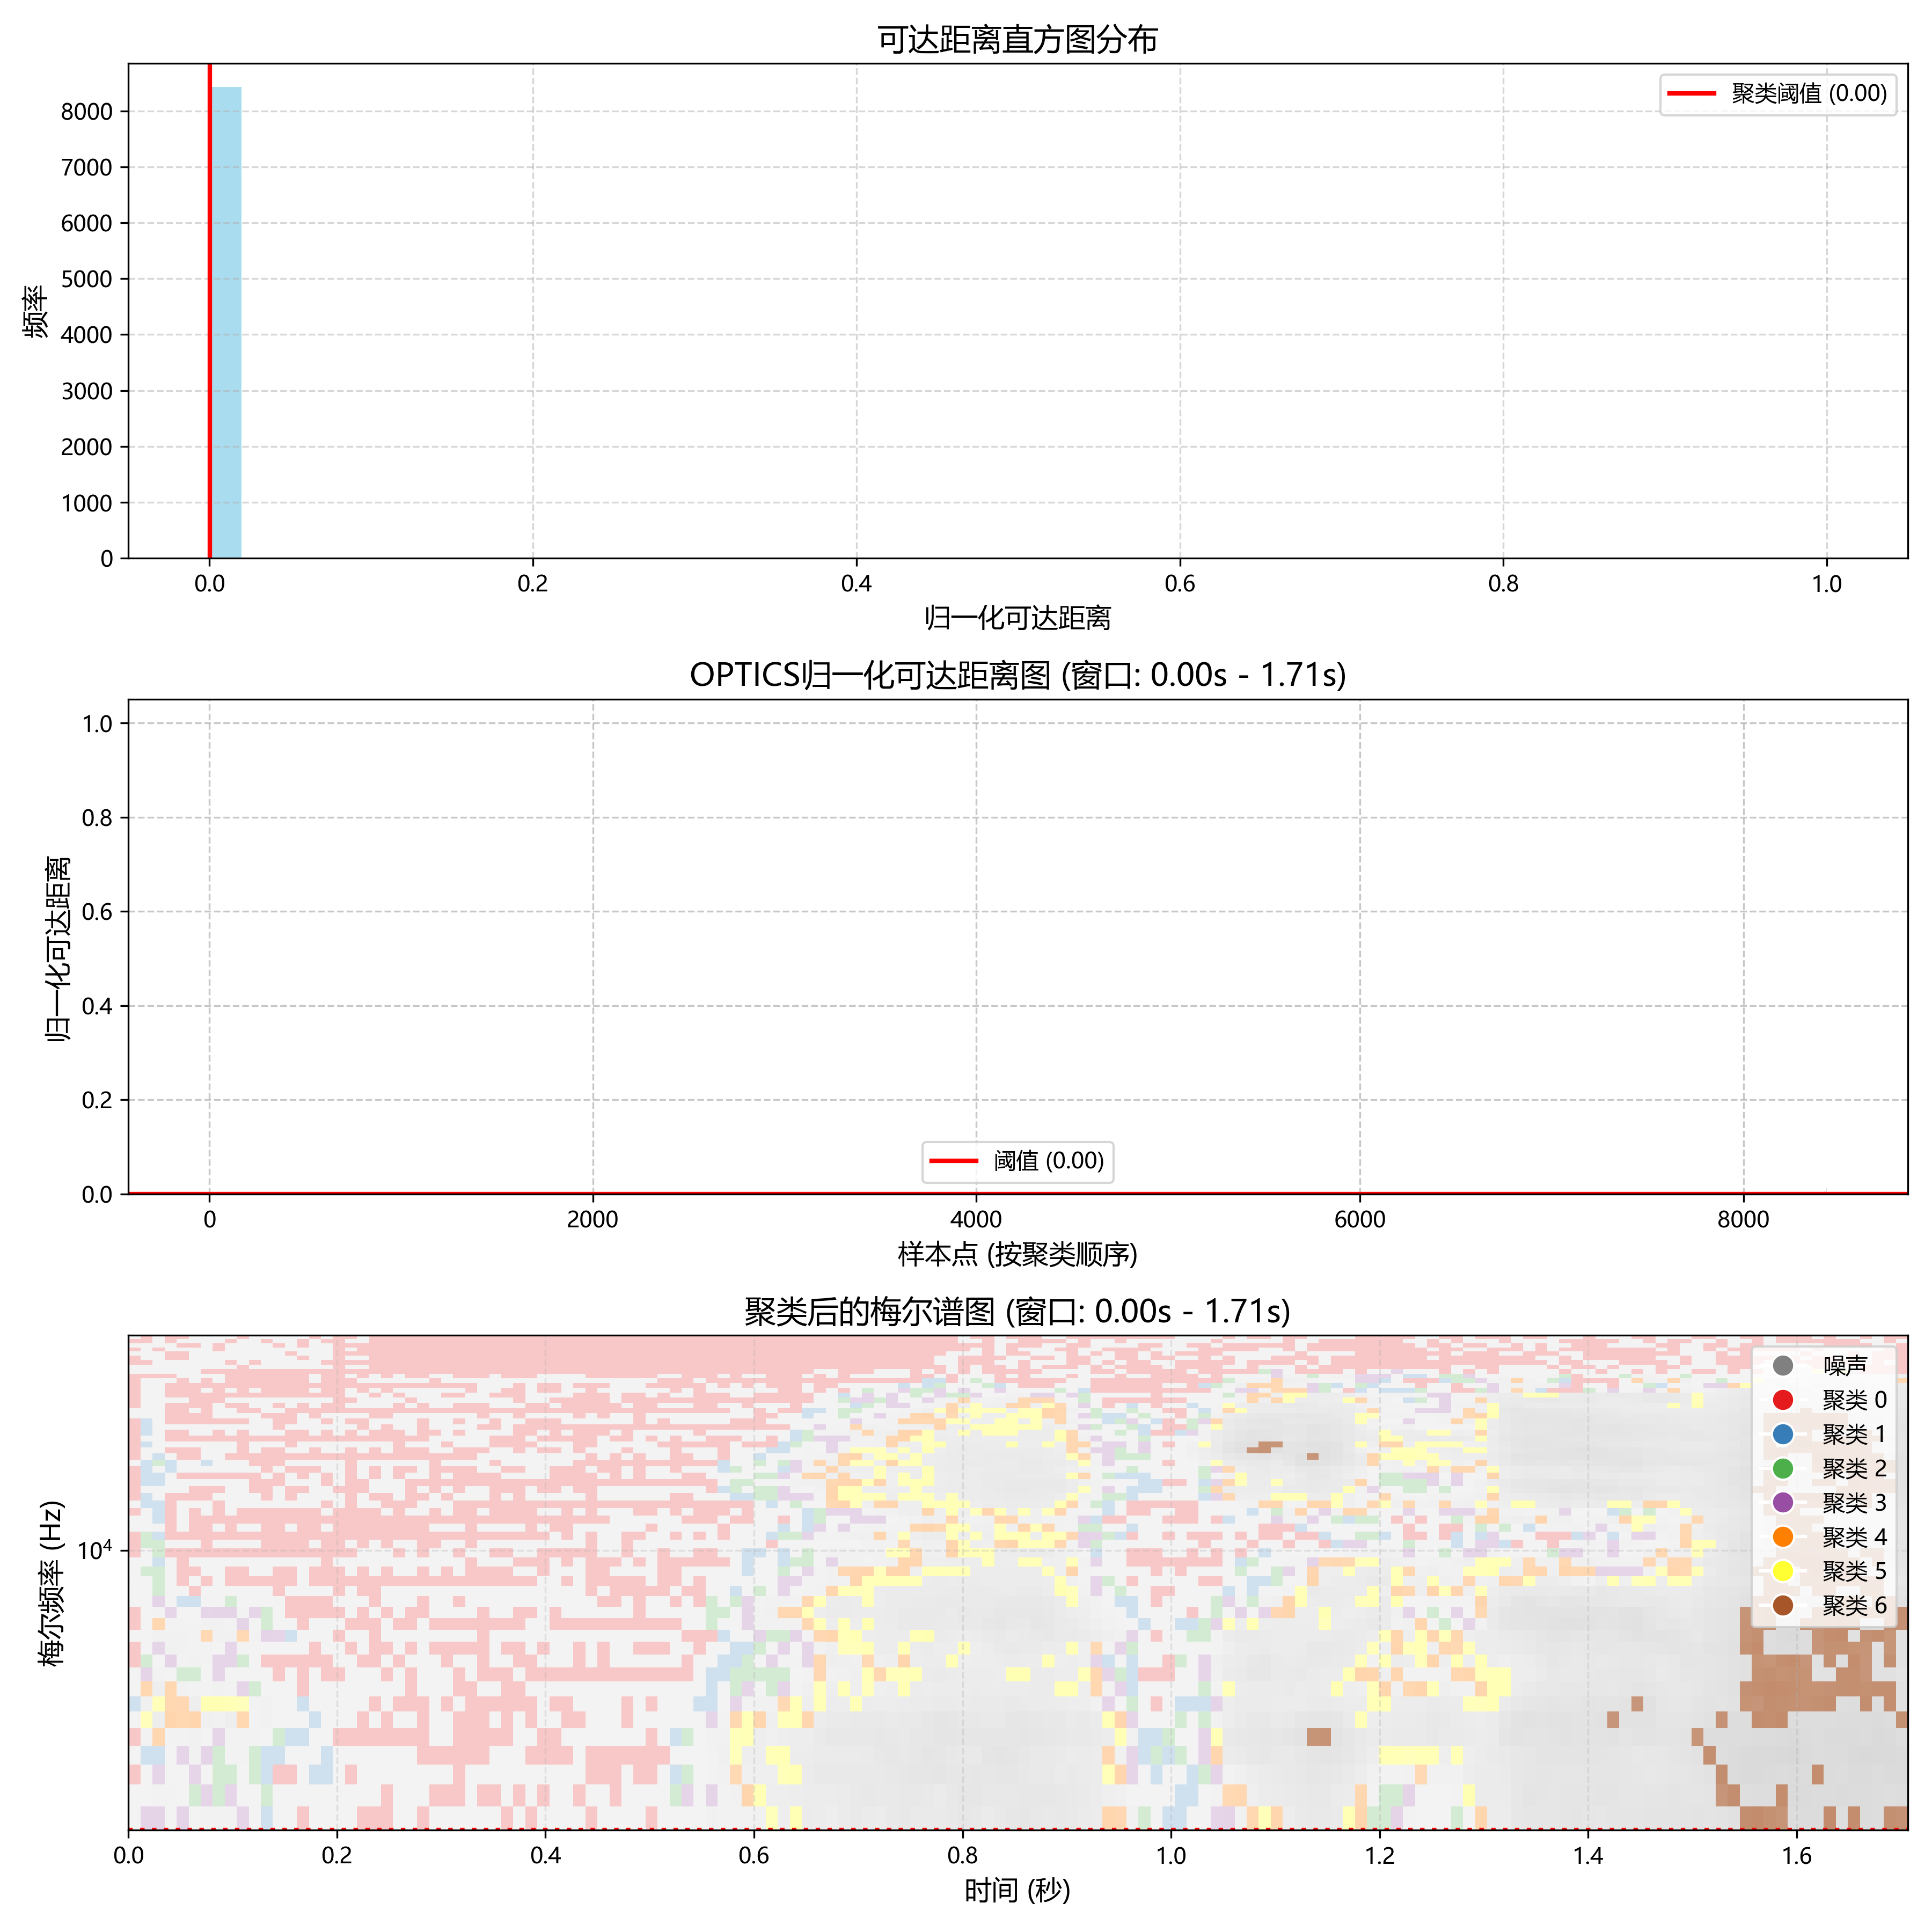 可达距离直方图分布
聚类阈值 (0.00)
频率
8000
7000
6000
5000
4000
3000
2000
1000
0
0.0 0.2 0.4 0.6 0.8 1.0
归一化可达距离
OPTICS归一化可达距离图 (窗口: 0.00s - 1.71s)
归一化可达距离
1.0
0.8
0.6
0.4
0.2
0.0
阈值 (0.00)
0 2000 4000 6000 8000
样本点 (按聚类顺序)
聚类后的梅尔谱图 (窗口: 0.00s - 1.71s)
梅尔频率 (Hz)
10⁴
噪声
聚类 0
聚类 1
聚类 2
聚类 3
聚类 4
聚类 5
聚类 6
0.0 0.2 0.4 0.6 0.8 1.0 1.2 1.4 1.6
时间 (秒)